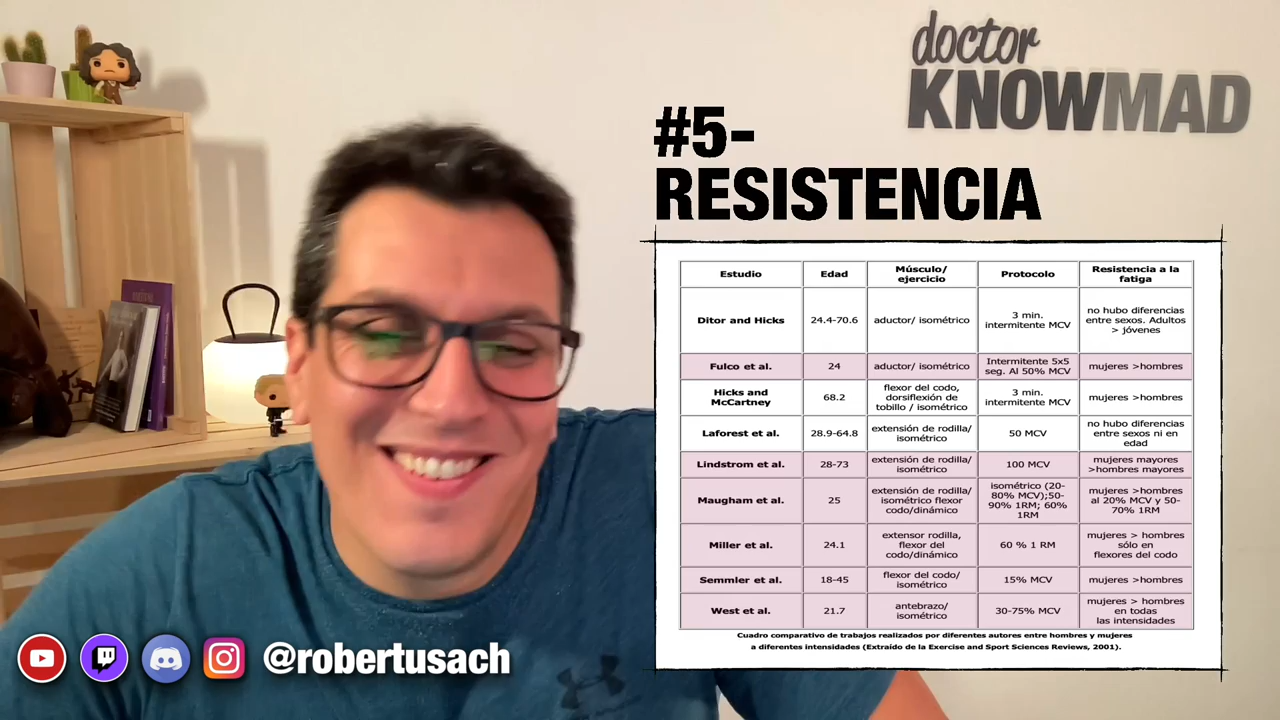 doctor
KNOWMAD
#5-
RESISTENCIA
Estudio Edad Músculo/ ejercicio Protocolo Resistencia a la fatiga
Ditor and Hicks 24.4-70.6 aductor/ isométrico 3 min. intermitente MCV no hubo diferencias entre sexos. Adultos > jóvenes
Fulco et al. 24 aductor/ isométrico Intermitente 5x5 seg. Al 50% MCV mujeres >hombres
Hicks and McCartney 68.2 flexor del codo, dorsiflexión de tobillo / isométrico 3 min. intermitente MCV mujeres >hombres
Laforest et al. 28.9-64.8 extensión de rodilla/ isométrico 50 MCV no hubo diferencias entre sexos ni en edad
Lindstrom et al. 28-73 extensión de rodilla/ isométrico 100 MCV mujeres mayores >hombres mayores
Maugham et al. 25 extensión de rodilla/ isométrico flexor codo/dinámico isométrico (20-80% MCV);50-90% 1RM; 60% 1RM mujeres >hombres al 20% MCV y 50-70% 1RM
Miller et al. 24.1 extensor rodilla, flexor del codo/dinámico 60 % 1 RM mujeres > hombres sólo en flexores del codo
Semmler et al. 18-45 flexor del codo/ isométrico 15% MCV mujeres >hombres
West et al. 21.7 antebrazo/ isométrico 30-75% MCV mujeres > hombres en todas las intensidades
Cuadro comparativo de trabajos realizados por diferentes autores entre hombres y mujeres
a diferentes intensidades (Extraído de la Exercise and Sport Sciences Reviews, 2001).
@robertusach